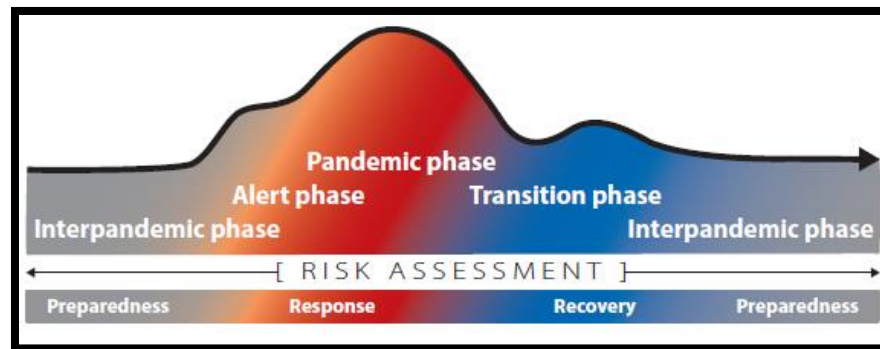 Pandemic phase
Alert phase
Transition phase
Interpandemic phase
Interpandemic phase
[ RISK ASSESSMENT ]
Preparedness
Response
Recovery
Preparedness